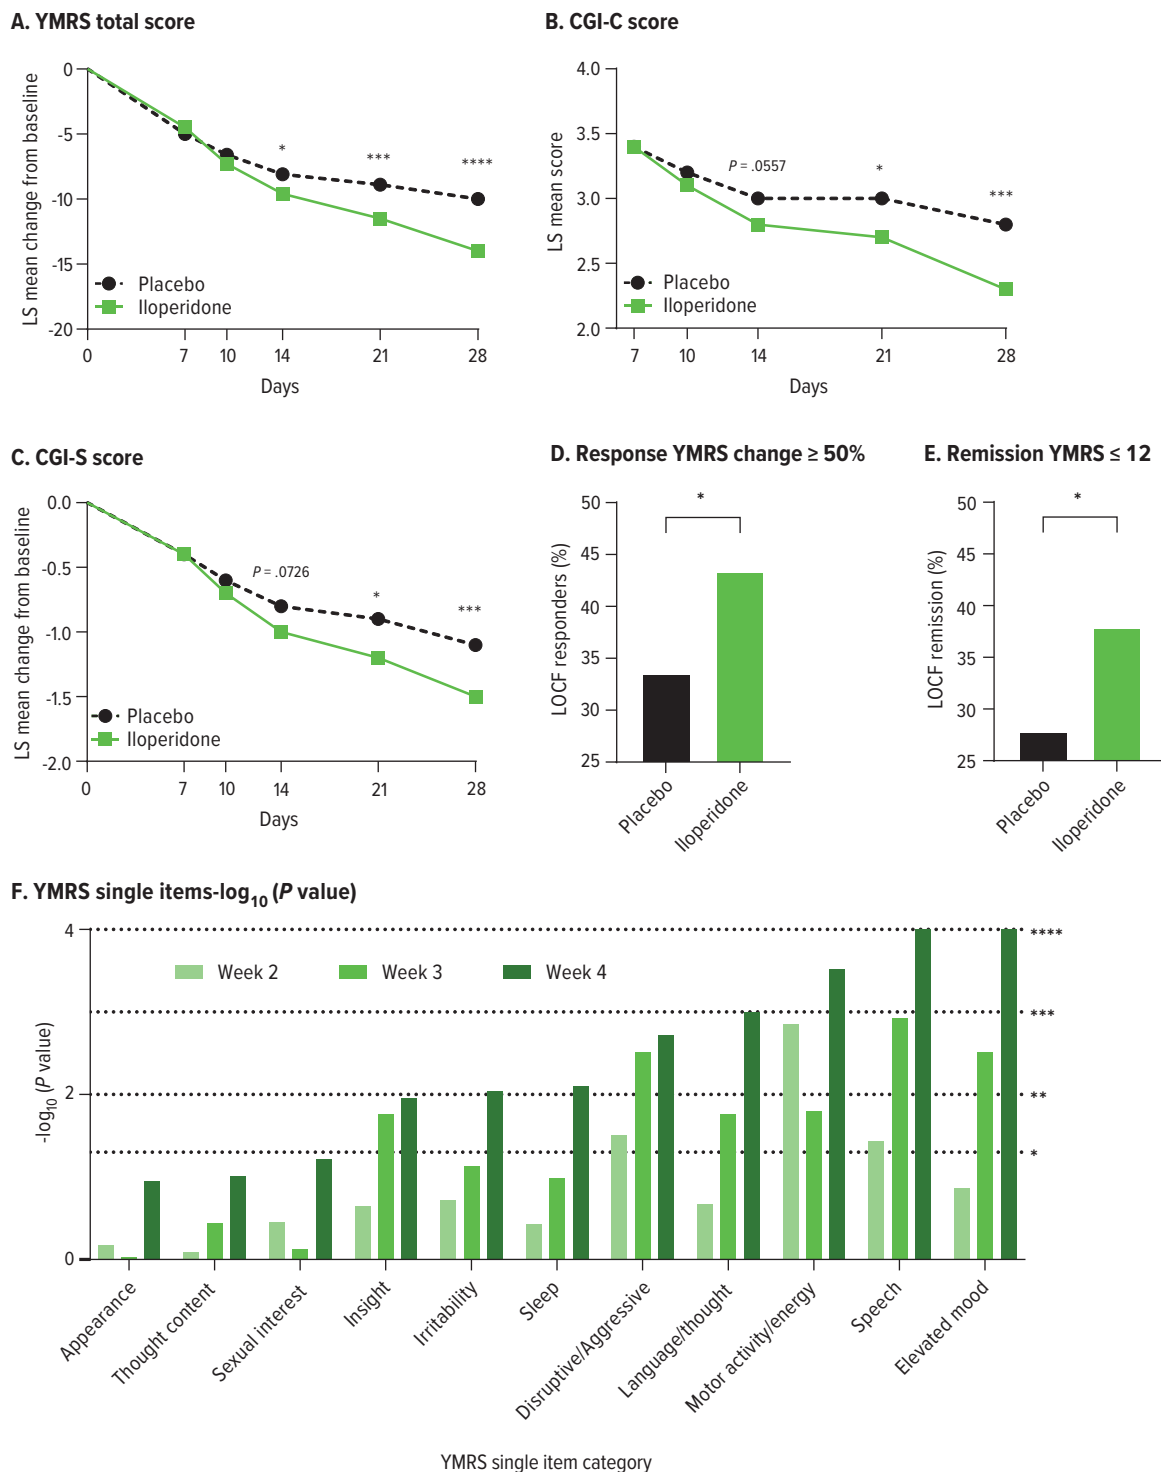 A. YMRS total score
LS mean change from baseline
0
-5
-10
-15
-20
*
***
****
Placebo
Iloperidone
0 7 10 14 21 28
Days
B. CGI-C score
LS mean score
4.0
3.5
3.0
2.5
2.0
P = .0557
*
***
Placebo
Iloperidone
7 10 14 21 28
Days
C. CGI-S score
LS mean change from baseline
0.0
-0.5
-1.0
-1.5
-2.0
P = .0726
*
***
Placebo
Iloperidone
0 7 10 14 21 28
Days
D. Response YMRS change ≥ 50%
LOCF responders (%)
50
45
40
35
30
25
*
Placebo
Iloperidone
E. Remission YMRS ≤ 12
LOCF remission (%)
50
45
40
35
30
25
*
Placebo
Iloperidone
F. YMRS single items-log10 (P value)
-log10 (P value)
4
2
0
Week 2 Week 3 Week 4
****
***
**
*
Appearance
Thought content
Sexual interest
Insight
Irritability
Sleep
Disruptive/Aggressive
Language/thought
Motor activity/energy
Speech
Elevated mood
YMRS single item category